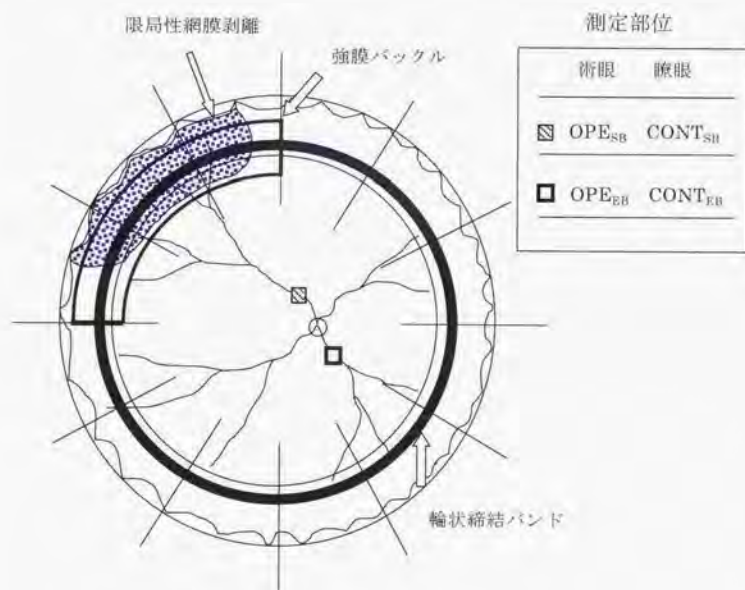 限局性網膜剥離
強膜バックル
測定部位
術眼 瞭眼
OPE_SB CONT_SB
OPE_EB CONT_EB
輪状締結バンド